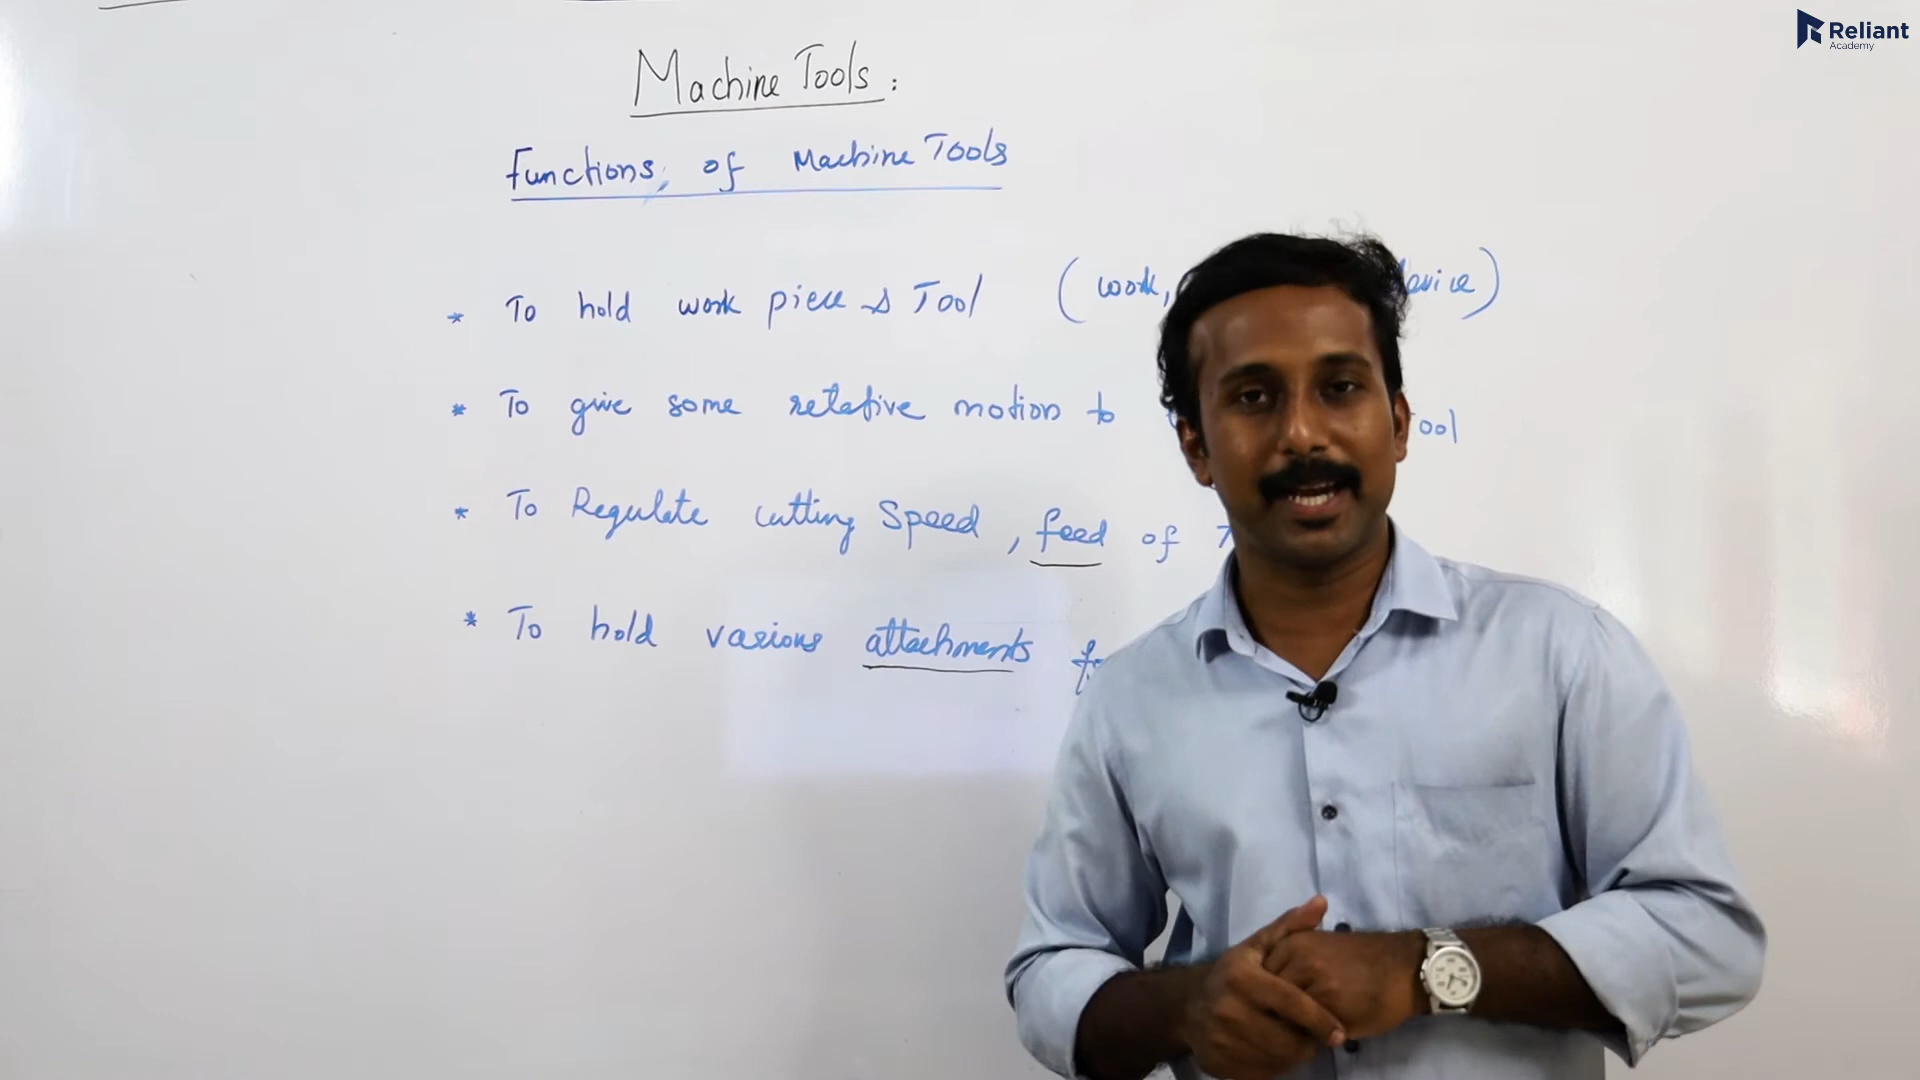 Reliant
Academy
Machine Tools :
Functions of Machine Tools
* To hold work piece & Tool (work,
* To give some relative motion to Tool
* To Regulate cutting Speed, feed of
* To hold various attachments